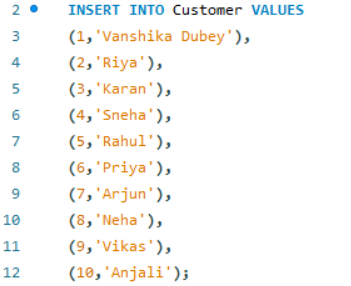 2 INSERT INTO Customer VALUES
3 (1,'Vanshika Dubey'),
4 (2,'Riya'),
5 (3,'Karan'),
6 (4,'Sneha'),
7 (5,'Rahul'),
8 (6,'Priya'),
9 (7,'Arjun'),
10 (8,'Neha'),
11 (9,'Vikas'),
12 (10,'Anjali');